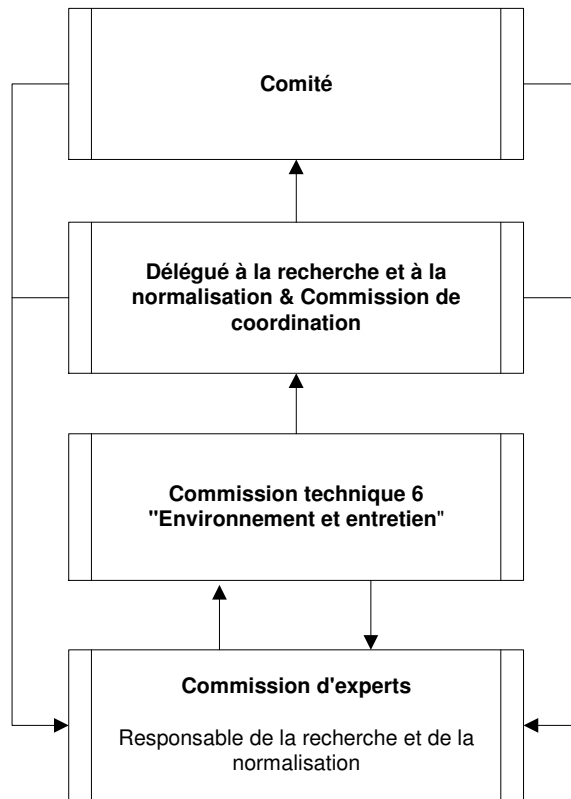 Comité
Délégué à la recherche et à la
normalisation & Commission de
coordination
Commission technique 6
"Environnement et entretien"
Commission d'experts
Responsable de la recherche et de la
normalisation